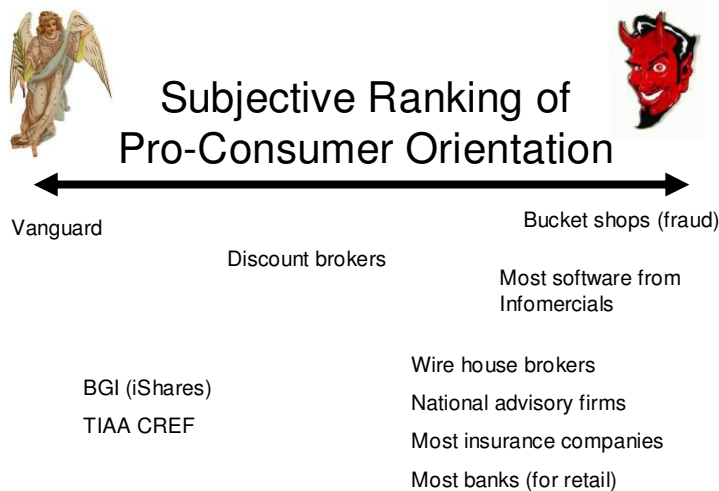 Subjective Ranking of
Pro-Consumer Orientation
Vanguard
Bucket shops (fraud)
Discount brokers
Most software from
Infomercials
Wire house brokers
BGI (iShares)
National advisory firms
TIAA CREF
Most insurance companies
Most banks (for retail)